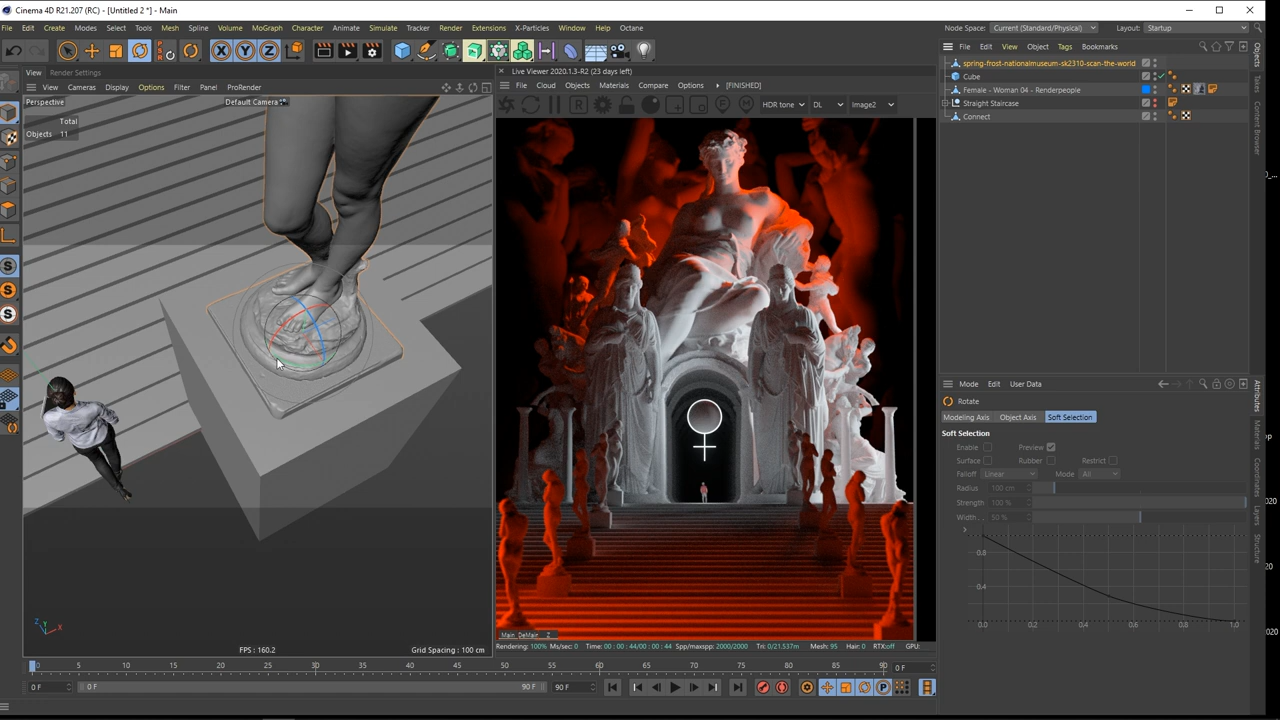 Cinema 4D R21.207 (RC) - [Untitled 2 *] - Main
File Edit Create Modes Select Tools Mesh Spline Volume MoGraph Character Animate Simulate Tracker Render Extensions X-Particles Window Help Octane
Node Space: Current (Standard/Physical) Layout: Startup
View Render Settings
View Cameras Display Options Filter Panel ProRender
Perspective
Default Camera
Total
Objects 11
FPS : 160.2
Grid Spacing : 100 cm
Live Viewer 2020.1.3-R2 (23 days left)
File Cloud Objects Materials Compare Options [FINISHED]
HDR tone DL Image2
Main DeMain Z
Rendering: 100% Ms/sec: 0 Time: 00 : 00 : 44/00 : 00 : 44 Spp/maxspp: 2000/2000 Tri: 0/21.537m Mesh: 95 Hair: 0 RTX:off GPU:
File Edit View Object Tags Bookmarks
spring-frost-nationalmuseum-sk2310-scan-the-world
Cube
Female - Woman 04 - Renderpeople
Straight Staircase
Connect
Objects
Takes
Content Browser
Mode Edit User Data
Rotate
Modeling Axis Object Axis Soft Selection
Soft Selection
Enable Preview
Surface Rubber Restrict
Falloff Linear Mode All
Radius 100 cm
Strength 100 %
Width . . 50 %
0.8
0.4
0.0 0.2 0.4 0.6 0.8 1.0
Attributes
Materials
Coordinates
Layers
Structure
0 5 10 15 20 25 30 35 40 45 50 55 60 65 70 75 80 85 90 0 F
0 F 0 F 90 F 90 F